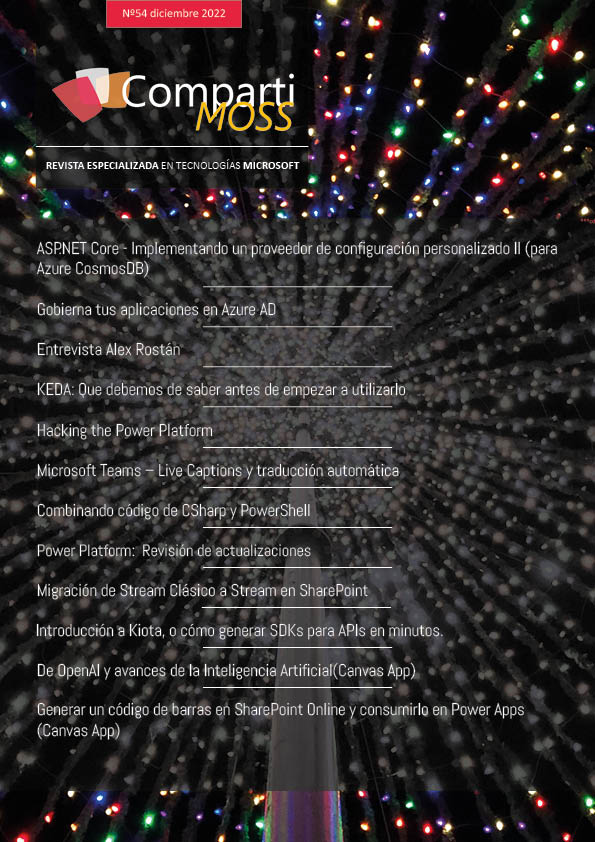 Nº54 diciembre 2022
Comparti
MOSS
REVISTA ESPECIALIZADA EN TECNOLOGÍAS MICROSOFT
ASP.NET Core - Implementando un proveedor de configuración personalizado II (para
Azure CosmosDB)
Gobierna tus aplicaciones en Azure AD
Entrevista Alex Rostán
KEDA: Que debemos de saber antes de empezar a utilizarlo
Hacking the Power Platform
Microsoft Teams – Live Captions y traducción automática
Combinando código de CSharp y PowerShell
Power Platform:  Revisión de actualizaciones
Migración de Stream Clásico a Stream en SharePoint
Introducción a Kiota, o cómo generar SDKs para APIs en minutos.
De OpenAI y avances de la Inteligencia Artificial(Canvas App)
Generar un código de barras en SharePoint Online y consumirlo en Power Apps
(Canvas App)